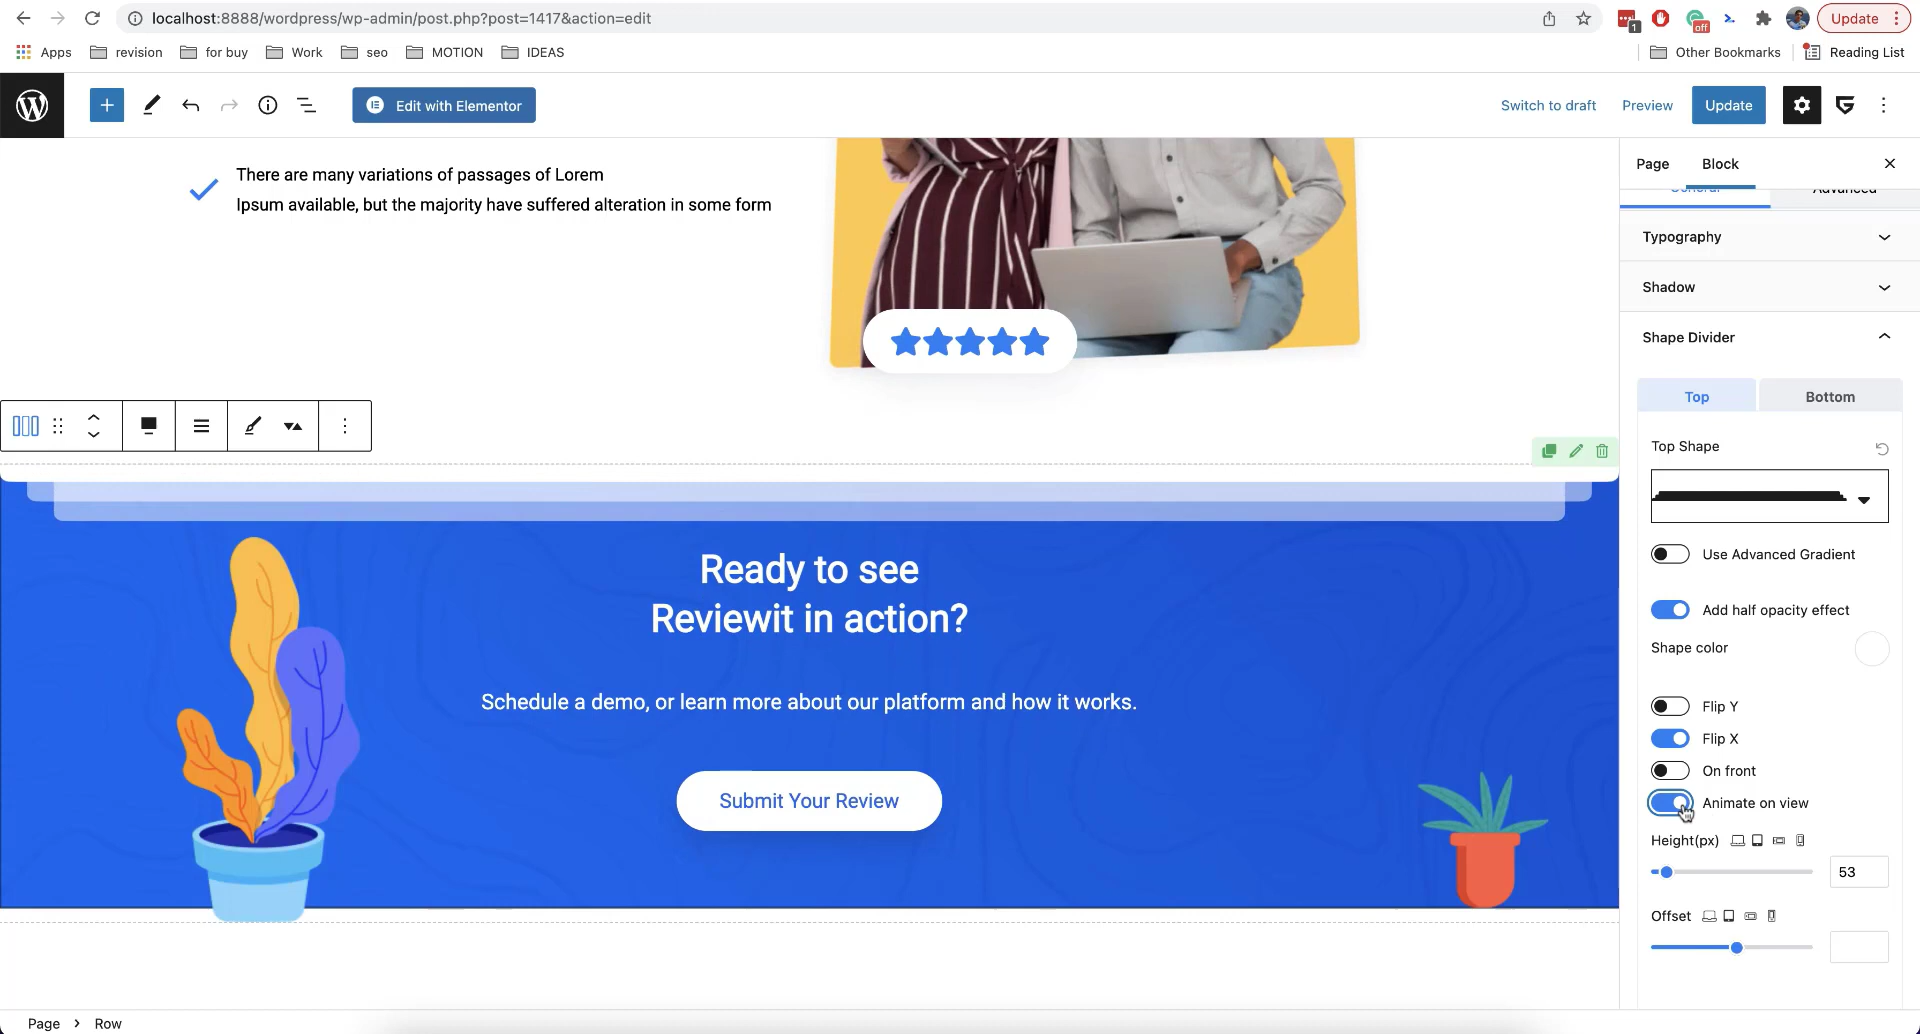 localhost:8888/wordpress/wp-admin/post.php?post=1417&action=edit
1
off
Update
Apps
revision
for buy
Work
seo
MOTION
IDEAS
Other Bookmarks
Reading List
Edit with Elementor
Switch to draft
Preview
Update
There are many variations of passages of Lorem
Ipsum available, but the majority have suffered alteration in some form
Ready to see
Reviewit in action?
Schedule a demo, or learn more about our platform and how it works.
Submit Your Review
Page
Block
General
Advanced
Typography
Shadow
Shape Divider
Top
Bottom
Top Shape
Use Advanced Gradient
Add half opacity effect
Shape color
Flip Y
Flip X
On front
Animate on view
Height(px)
53
Offset
Page
Row